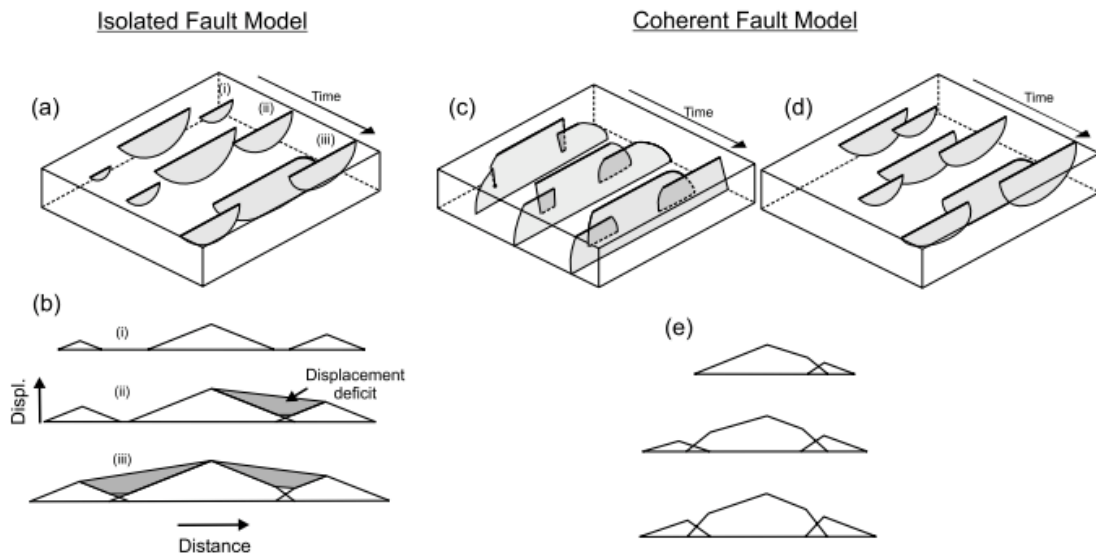 Isolated Fault Model
Coherent Fault Model
(a)
(i)
Time
(ii)
(iii)
(c)
Time
(d)
Time
(b)
(i)
Displ.
(ii)
Displacement
deficit
(iii)
Distance
(e)